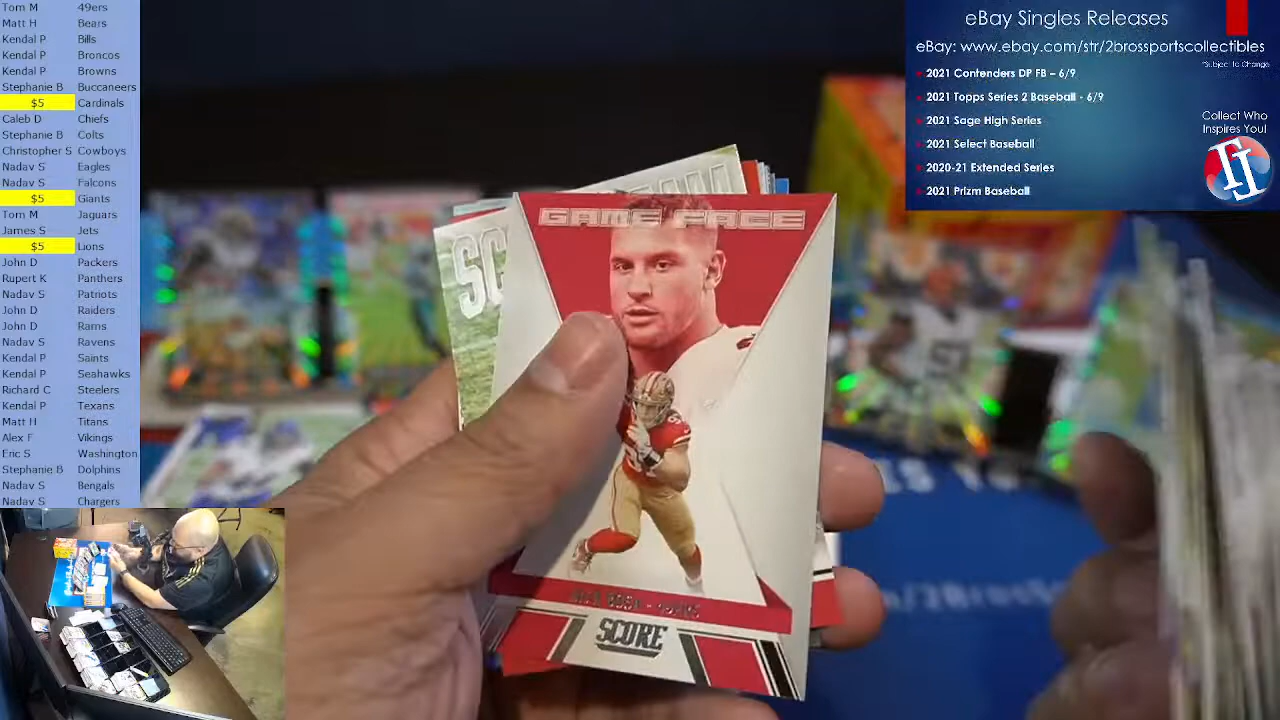 Tom M 49ers
Matt H Bears
Kendal P Bills
Kendal P Broncos
Kendal P Browns
Stephanie B Buccaneers
$5 Cardinals
Caleb D Chiefs
Stephanie B Colts
Christopher S Cowboys
Nadav S Eagles
Nadav S Falcons
$5 Giants
Tom M Jaguars
James S Jets
$5 Lions
John D Packers
Rupert K Panthers
Nadav S Patriots
John D Raiders
John D Rams
Nadav S Ravens
Kendal P Saints
Kendal P Seahawks
Richard C Steelers
Kendal P Texans
Matt H Titans
Alex F Vikings
Eric S Washington
Stephanie B Dolphins
Nadav S Bengals
Nadav S Chargers
eBay Singles Releases
eBay: www.ebay.com/str/2brossportscollectibles
*Subject to Change
2021 Contenders DP FB – 6/9
2021 Topps Series 2 Baseball - 6/9
2021 Sage High Series
2021 Select Baseball
2020-21 Extended Series
2021 Prizm Baseball
Collect Who
Inspires You!
GAME FACE
SC
SCORE